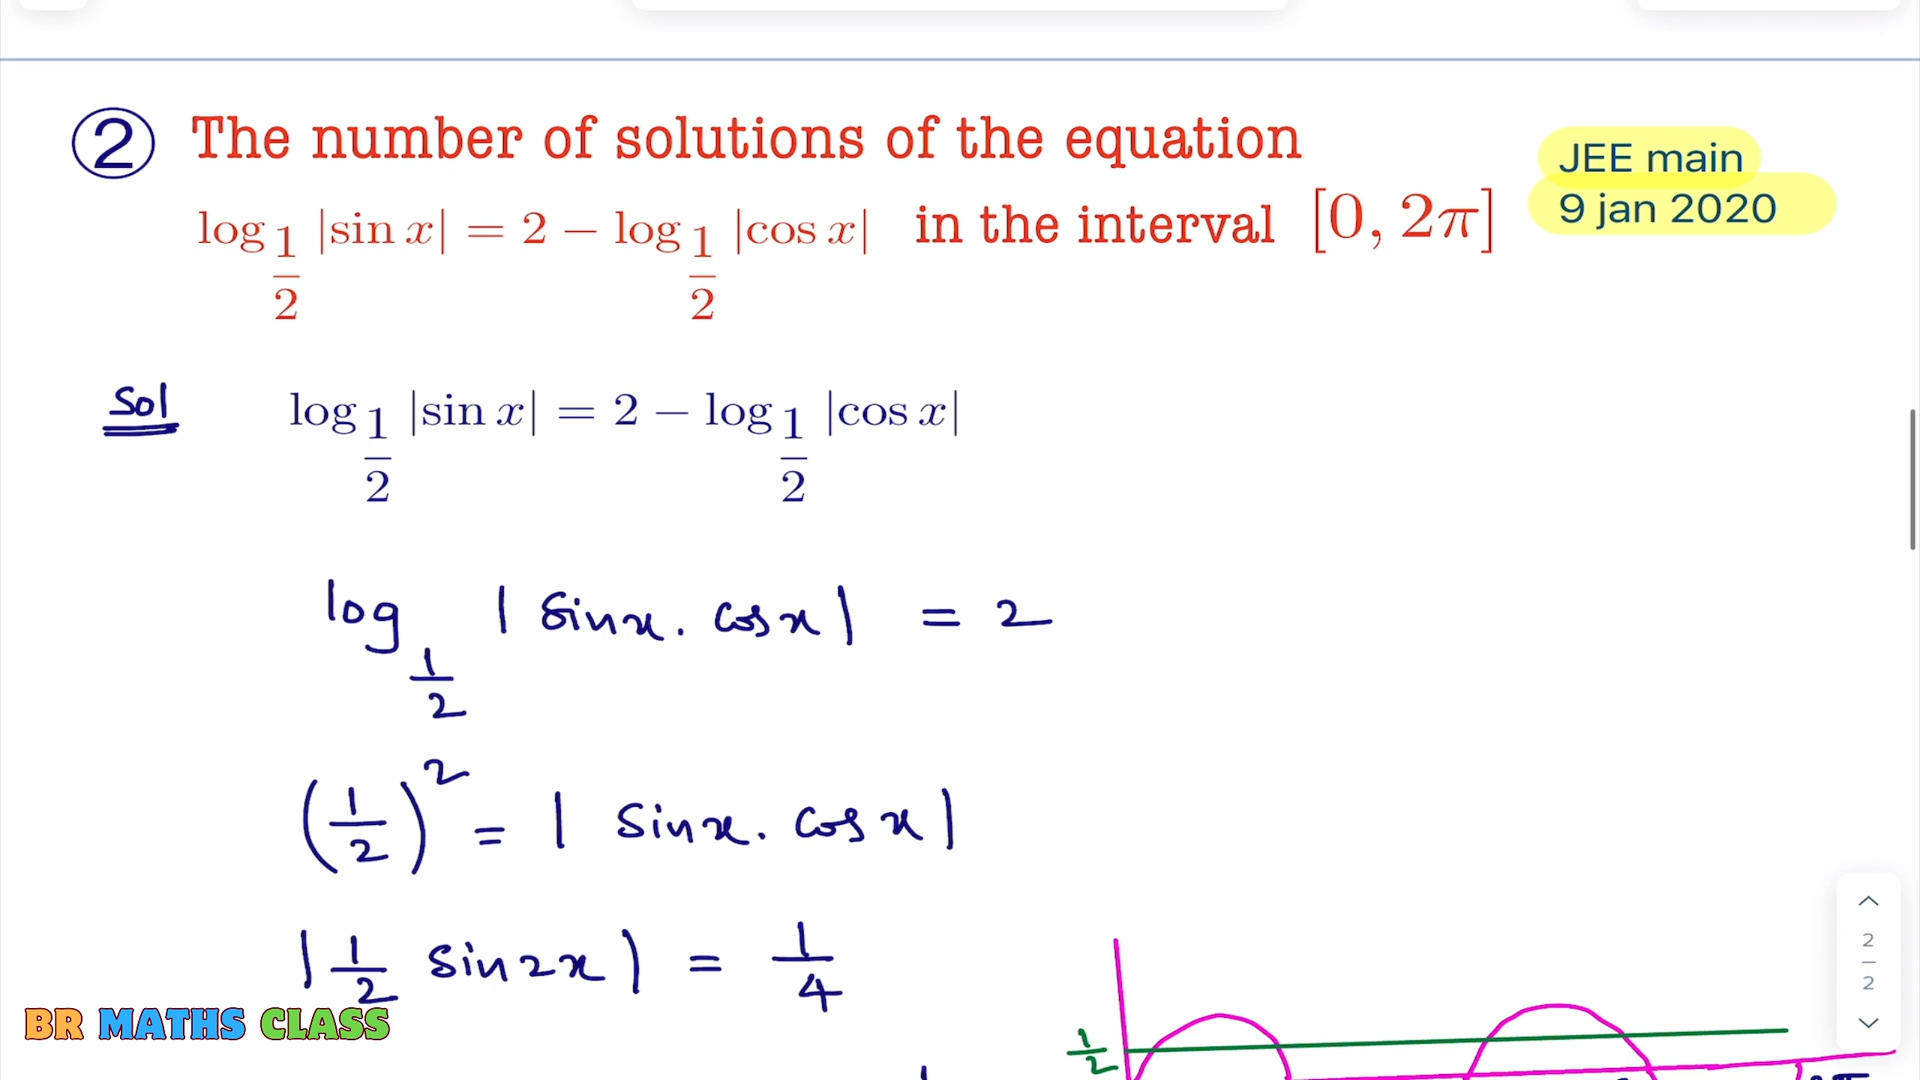 ② The number of solutions of the equation
log_{1/2} |sin x| = 2 − log_{1/2} |cos x| in the interval [0, 2π]
JEE main
9 jan 2020
Sol log_{1/2} |sin x| = 2 − log_{1/2} |cos x|
log_{1/2} |sinx. cosx| = 2
(1/2)^2 = |sinx. cosx|
|1/2 sin2x| = 1/4
1/2
2
2
BR MATHS CLASS